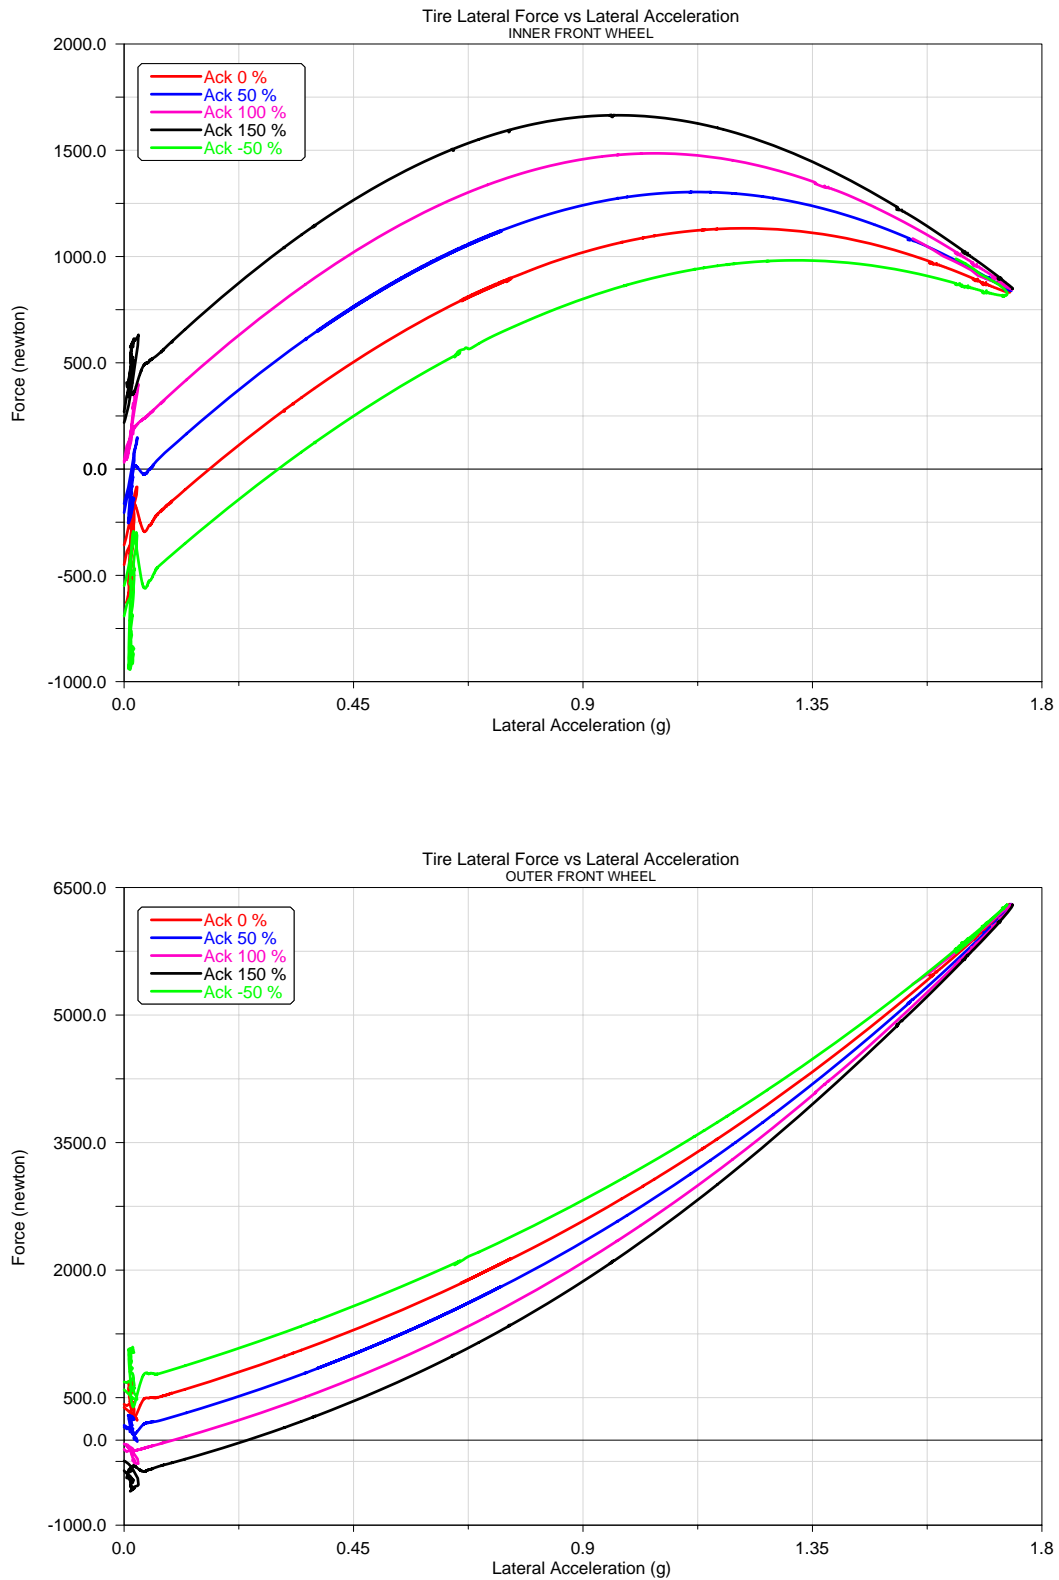 Tire Lateral Force vs Lateral Acceleration
INNER FRONT WHEEL
2000.0
1500.0
1000.0
500.0
0.0
-500.0
-1000.0
Force (newton)
Ack 0 %
Ack 50 %
Ack 100 %
Ack 150 %
Ack -50 %
0.0 0.45 0.9 1.35 1.8
Lateral Acceleration (g)
Tire Lateral Force vs Lateral Acceleration
OUTER FRONT WHEEL
6500.0
5000.0
3500.0
2000.0
500.0
0.0
-1000.0
Force (newton)
Ack 0 %
Ack 50 %
Ack 100 %
Ack 150 %
Ack -50 %
0.0 0.45 0.9 1.35 1.8
Lateral Acceleration (g)